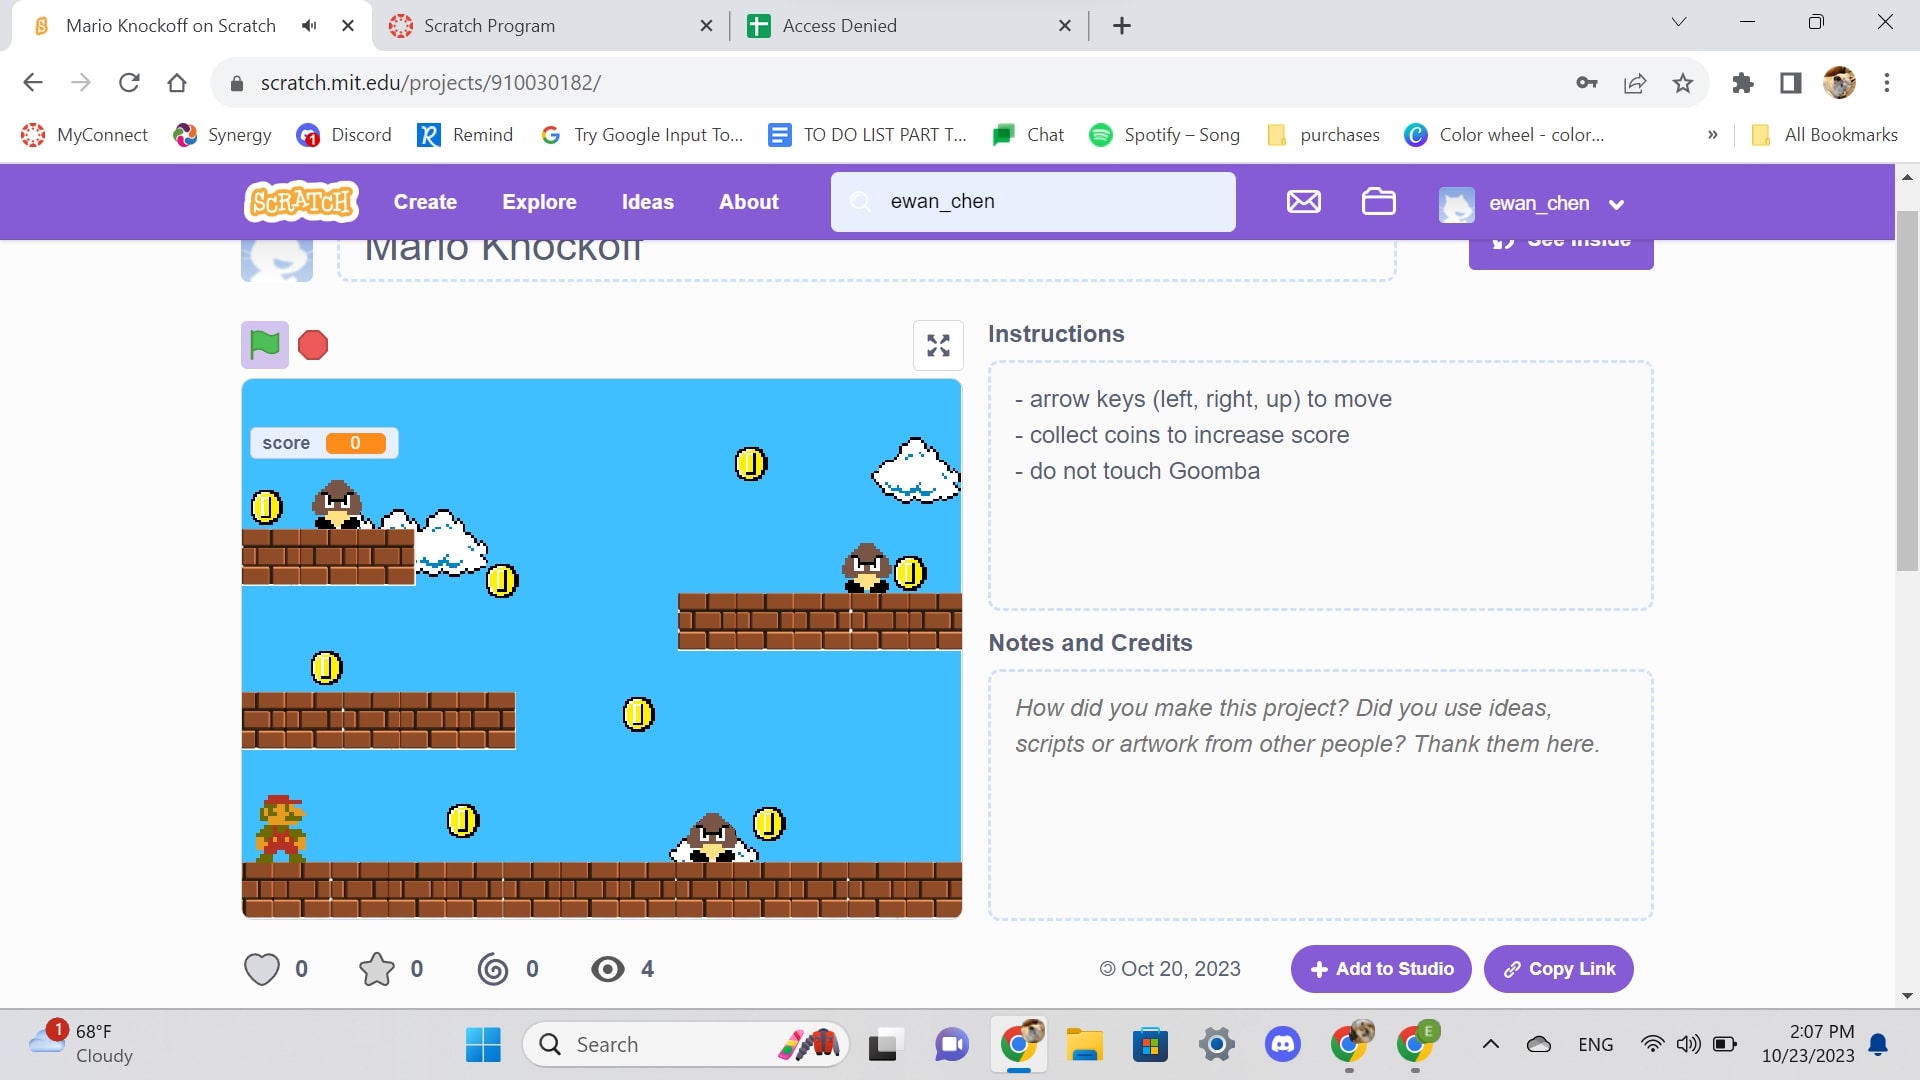 Mario Knockoff on Scratch
Scratch Program
Access Denied
scratch.mit.edu/projects/910030182/
MyConnect
Synergy
1
Discord
R
Remind
Try Google Input To...
TO DO LIST PART T...
Chat
Spotify – Song
purchases
C
Color wheel - color...
»
All Bookmarks
SCRATCH
Create
Explore
Ideas
About
ewan_chen
ewan_chen
Mario Knockoff
See inside
Instructions
- arrow keys (left, right, up) to move
- collect coins to increase score
- do not touch Goomba
score 0
Notes and Credits
How did you make this project? Did you use ideas,
scripts or artwork from other people? Thank them here.
0
0
0
4
© Oct 20, 2023
Add to Studio
Copy Link
1
68°F
Cloudy
Search
E
ENG
2:07 PM
10/23/2023